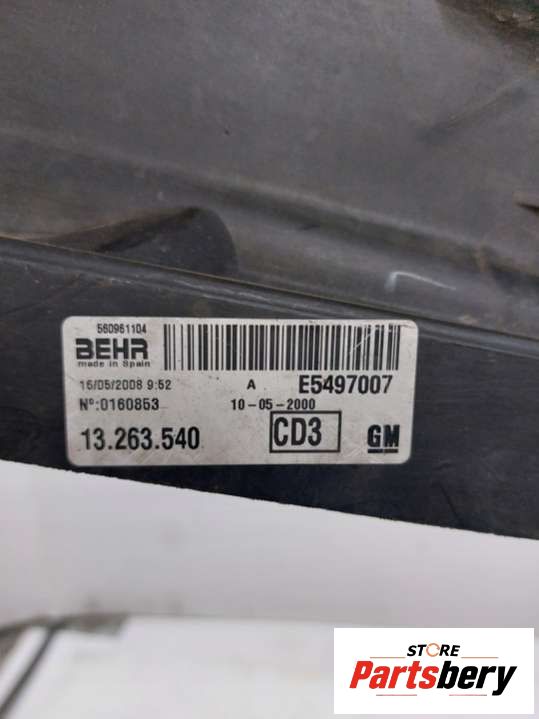 560961104
BEHR
made in Spain
16/05/2008 9:52 A E5497007
Nº:0160853 10-05-2000
13.263.540 CD3 GM
STORE
Partsbery